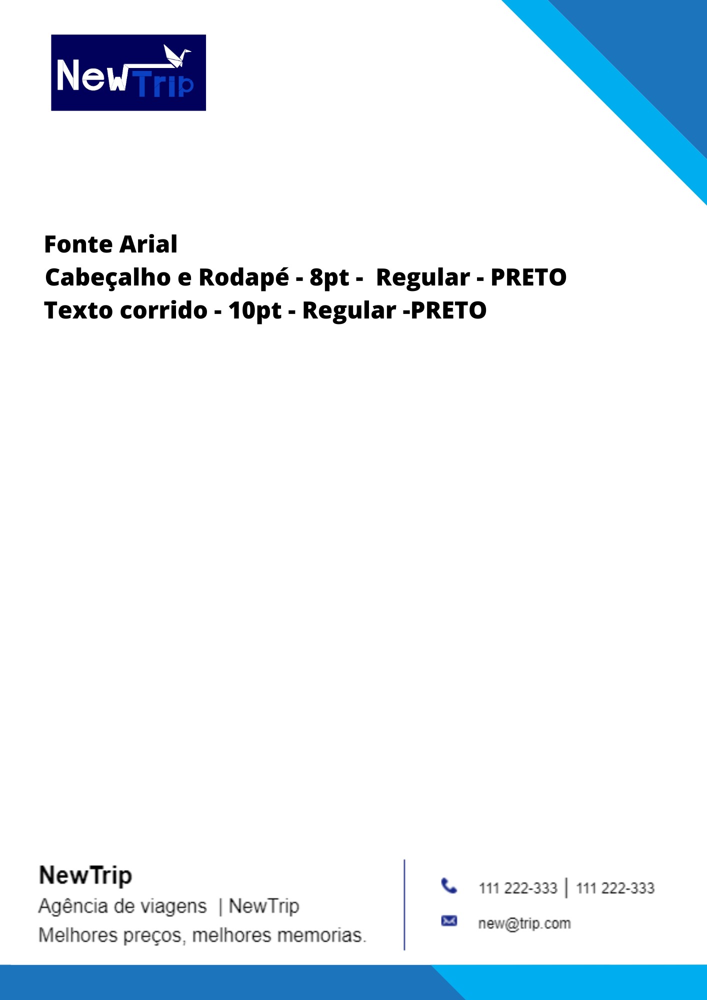 NewTrip
Fonte Arial
Cabeçalho e Rodapé - 8pt -  Regular - PRETO
Texto corrido - 10pt - Regular -PRETO
NewTrip
Agência de viagens  | NewTrip
Melhores preços, melhores memorias.
111 222-333 | 111 222-333
new@trip.com